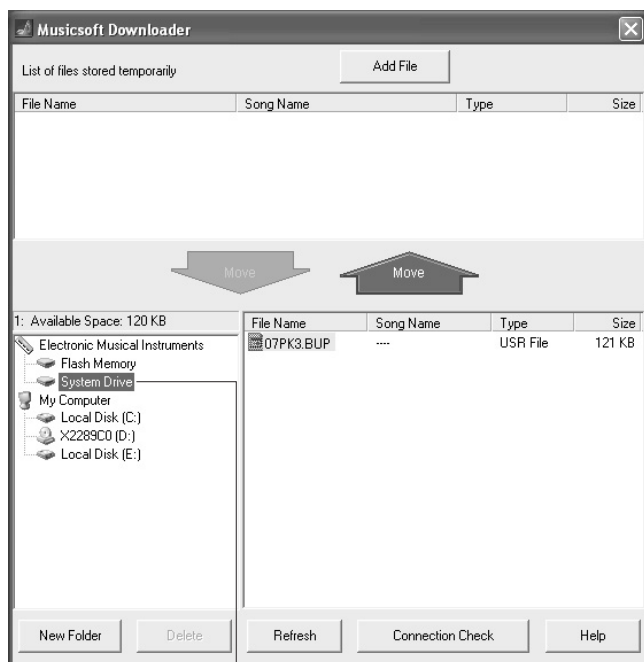 Musicsoft Downloader
List of files stored temporarily Add File
File Name Song Name Type Size
Move Move
1: Available Space: 120 KB
File Name Song Name Type Size
Electronic Musical Instruments
07PK3.BUP ---- USR File 121 KB
Flash Memory
System Drive
My Computer
Local Disk (C:)
X2289C0 (D:)
Local Disk (E:)
New Folder Delete Refresh Connection Check Help